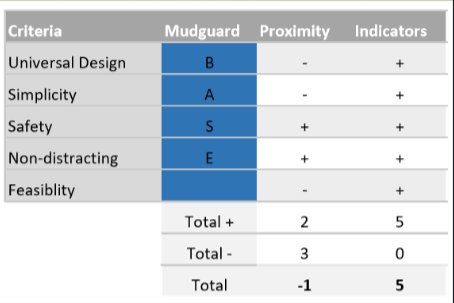 Criteria Mudguard Proximity Indicators
Universal Design B - +
Simplicity A - +
Safety S + +
Non-distracting E + +
Feasiblity - +
Total + 2 5
Total - 3 0
Total -1 5